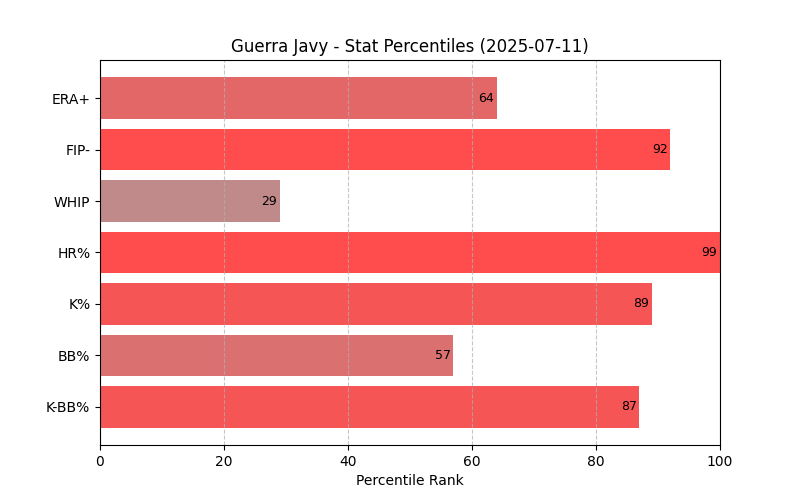 Guerra Javy - Stat Percentiles (2025-07-11)
ERA+ 64
FIP- 92
WHIP 29
HR% 99
K% 89
BB% 57
K-BB% 87
0 20 40 60 80 100
Percentile Rank